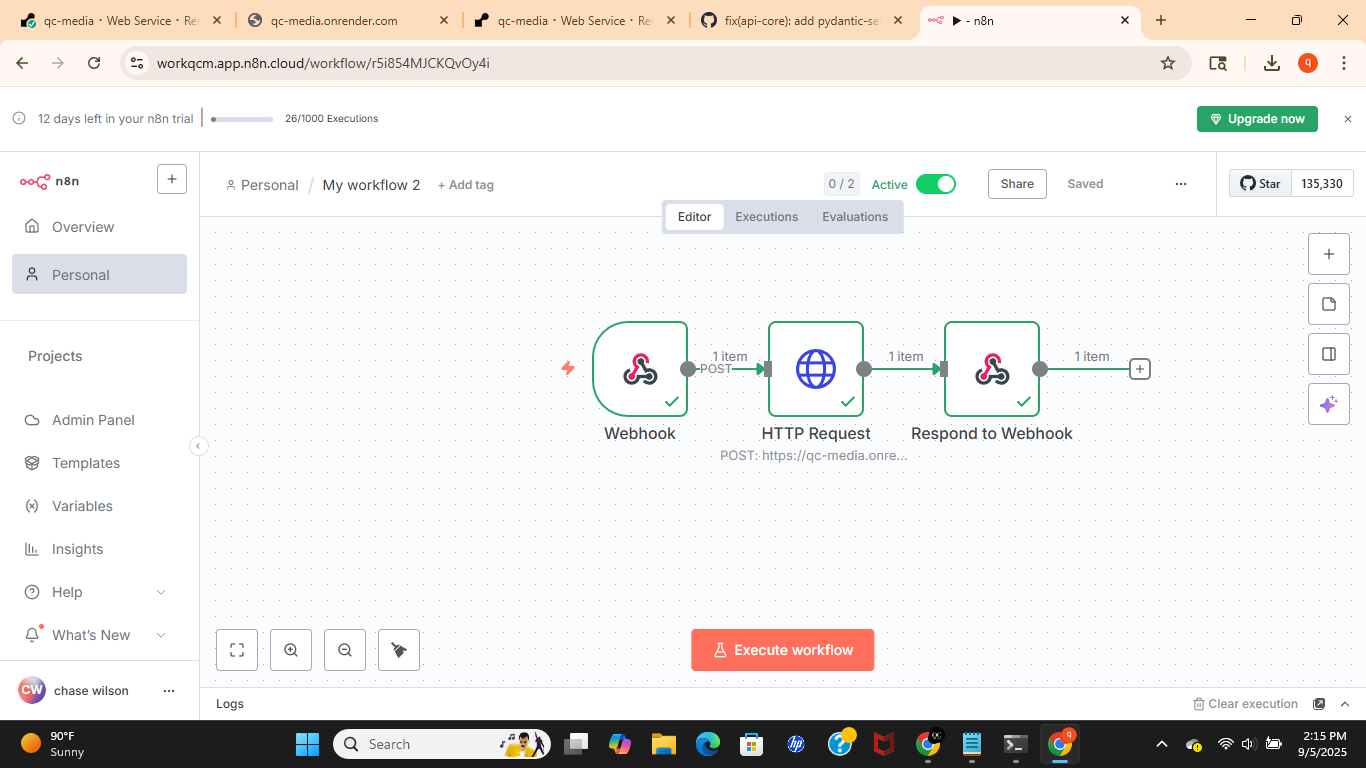 qc-media · Web Service · Re
qc-media.onrender.com
qc-media · Web Service · Re
fix(api-core): add pydantic-se
▶ - n8n
workqcm.app.n8n.cloud/workflow/r5i854MJCKQvOy4i
q
12 days left in your n8n trial
26/1000 Executions
Upgrade now
n8n
Personal / My workflow 2 + Add tag
0 / 2
Active
Share
Saved
Star 135,330
Editor
Executions
Evaluations
Overview
Personal
Projects
Admin Panel
Templates
Variables
Insights
Help
What's New
CW chase wilson
1 item
POST
1 item
1 item
Webhook
HTTP Request
Respond to Webhook
POST: https://qc-media.onre...
Execute workflow
Logs
Clear execution
90°F
Sunny
Search
QC
q
2:15 PM
9/5/2025